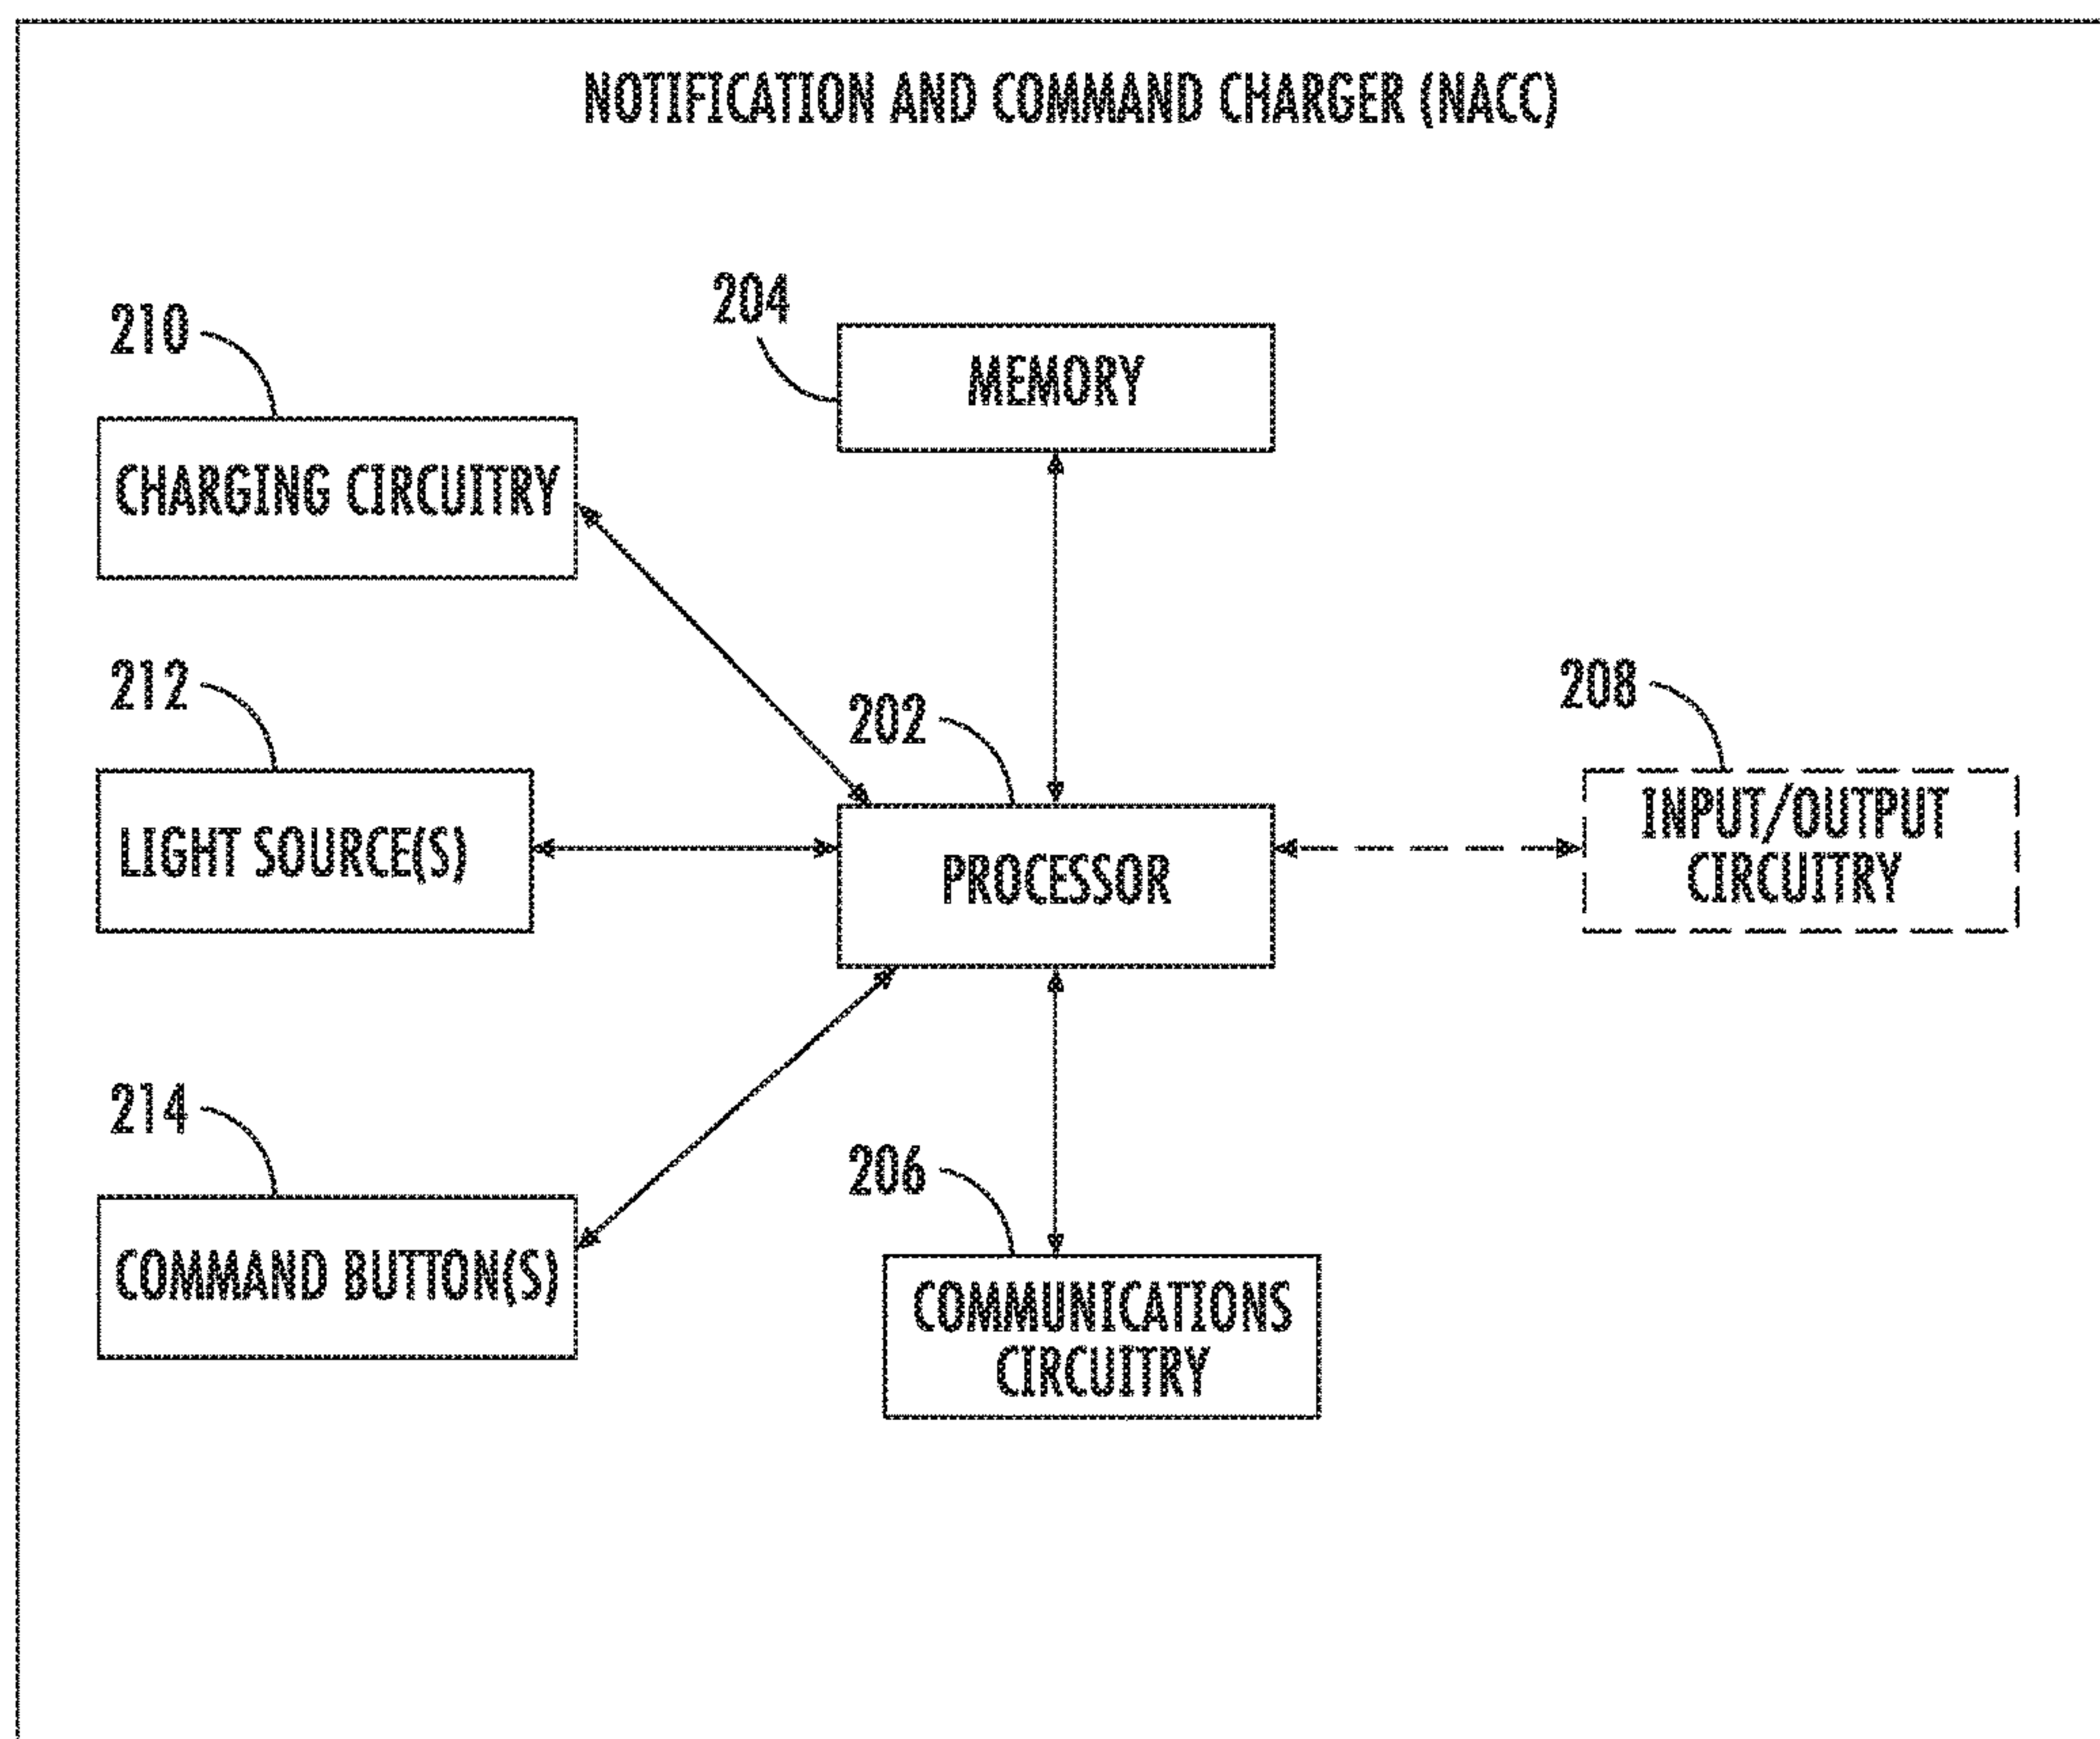 NOTIFICATION AND COMMAND CHARGER (NACC)
210
CHARGING CIRCUITRY
204
MEMORY
212
LIGHT SOURCE(S)
202
PROCESSOR
208
INPUT/OUTPUT
CIRCUITRY
214
COMMAND BUTTON(S)
206
COMMUNICATIONS
CIRCUITRY